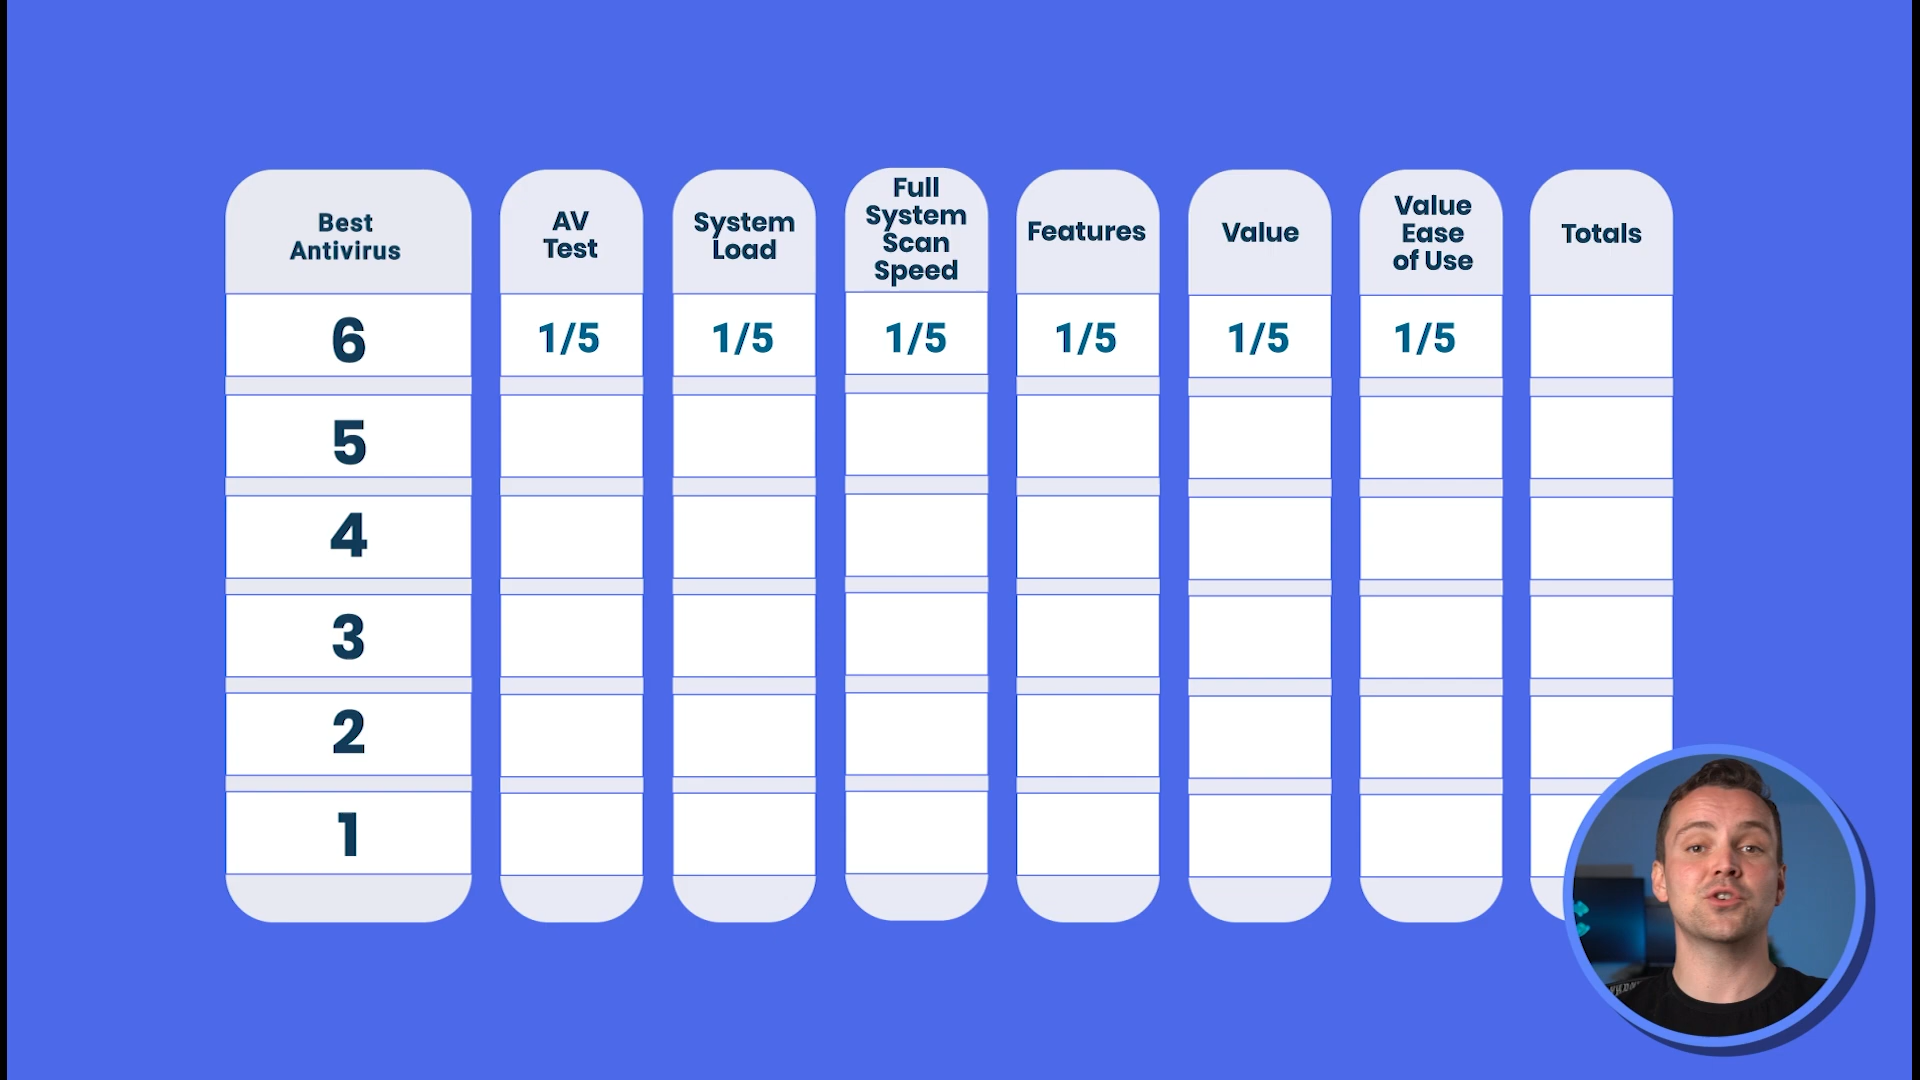 Best
Antivirus
AV
Test
System
Load
Full
System
Scan
Speed
Features
Value
Value
Ease
of Use
Totals
6
1/5
1/5
1/5
1/5
1/5
1/5
5
4
3
2
1